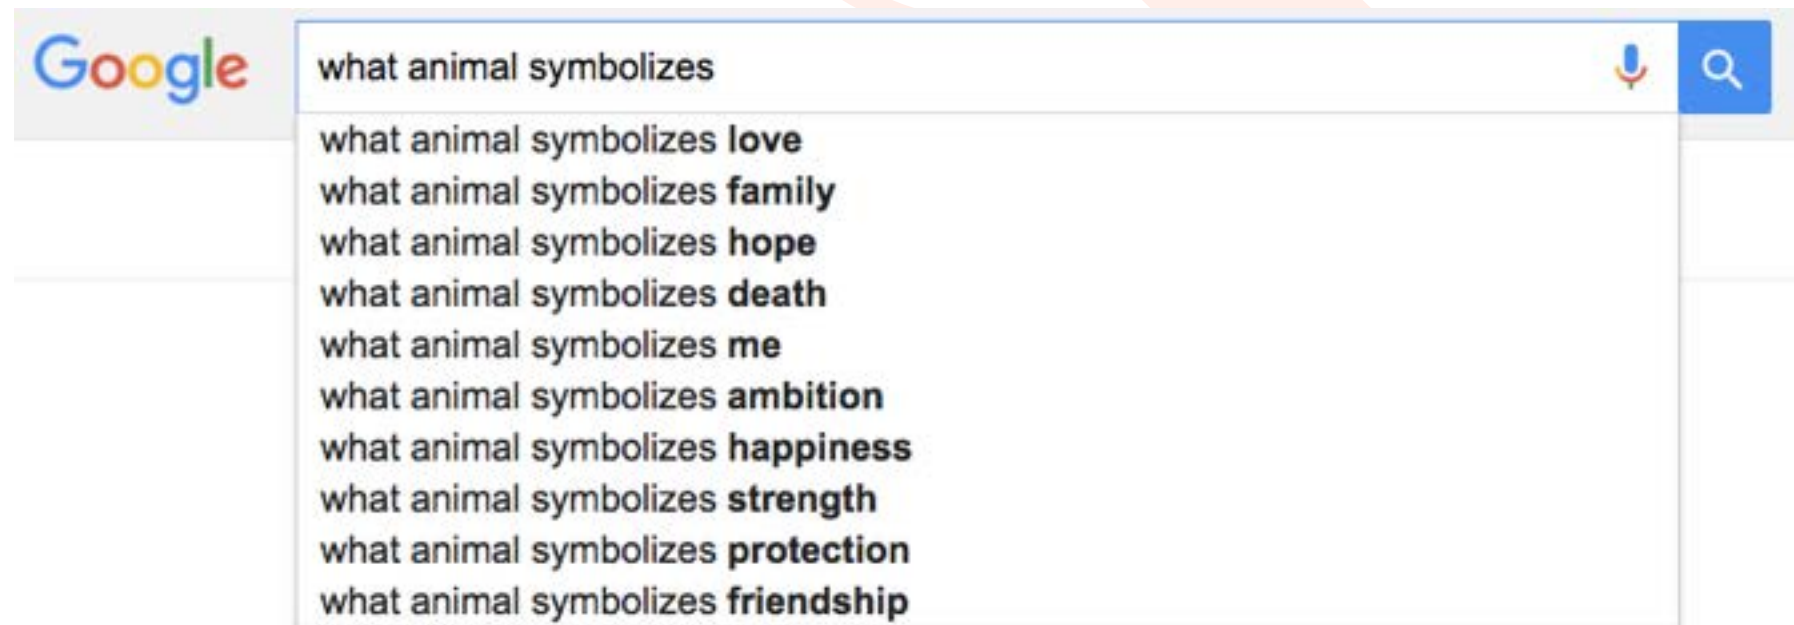 Google
what animal symbolizes
what animal symbolizes love
what animal symbolizes family
what animal symbolizes hope
what animal symbolizes death
what animal symbolizes me
what animal symbolizes ambition
what animal symbolizes happiness
what animal symbolizes strength
what animal symbolizes protection
what animal symbolizes friendship